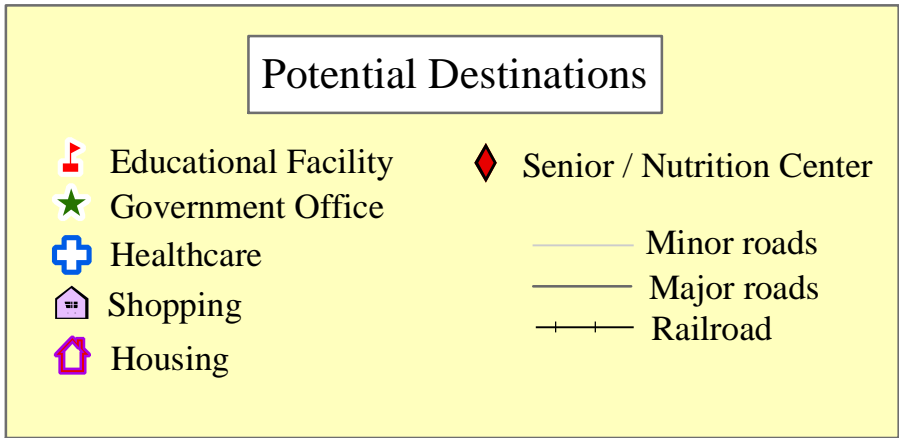 Potential Destinations
Educational Facility
Government Office
Healthcare
Shopping
Housing
Senior / Nutrition Center
Minor roads
Major roads
Railroad